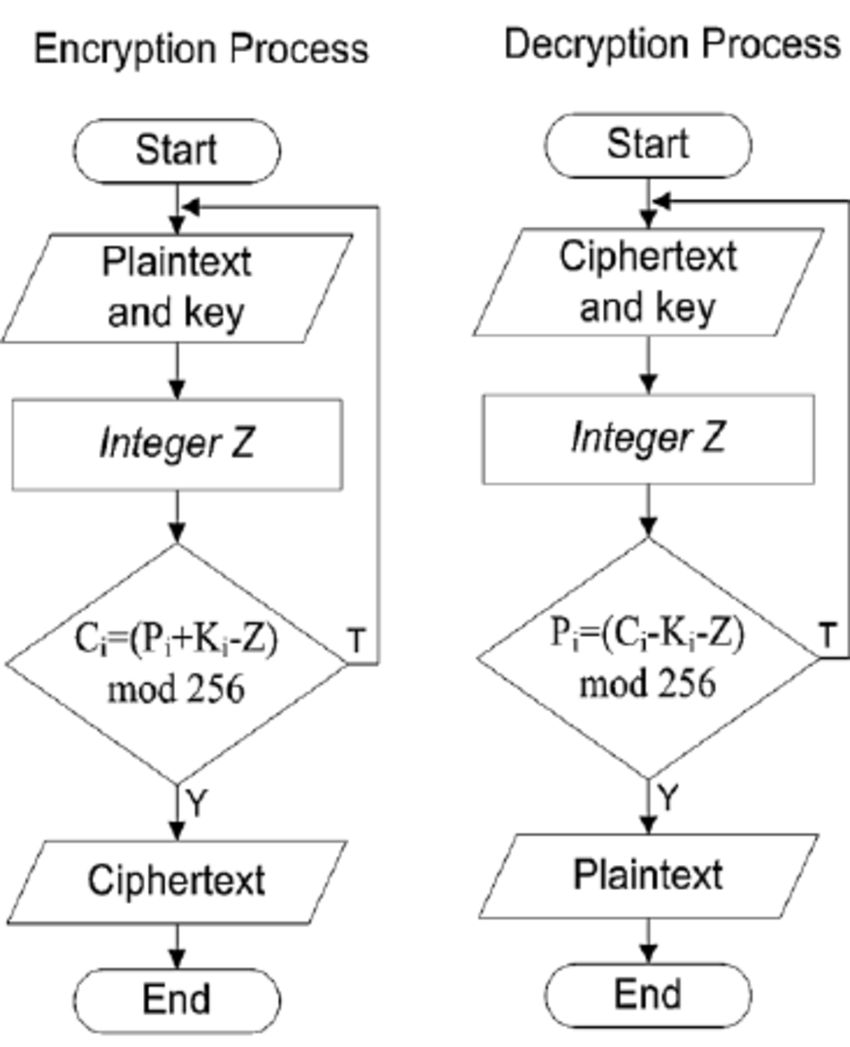 Encryption Process
Start
Plaintext
and key
Integer Z
Cᵢ=(Pᵢ+Kᵢ-Z)
mod 256
T
Y
Ciphertext
End
Decryption Process
Start
Ciphertext
and key
Integer Z
Pᵢ=(Cᵢ-Kᵢ-Z)
mod 256
T
Y
Plaintext
End